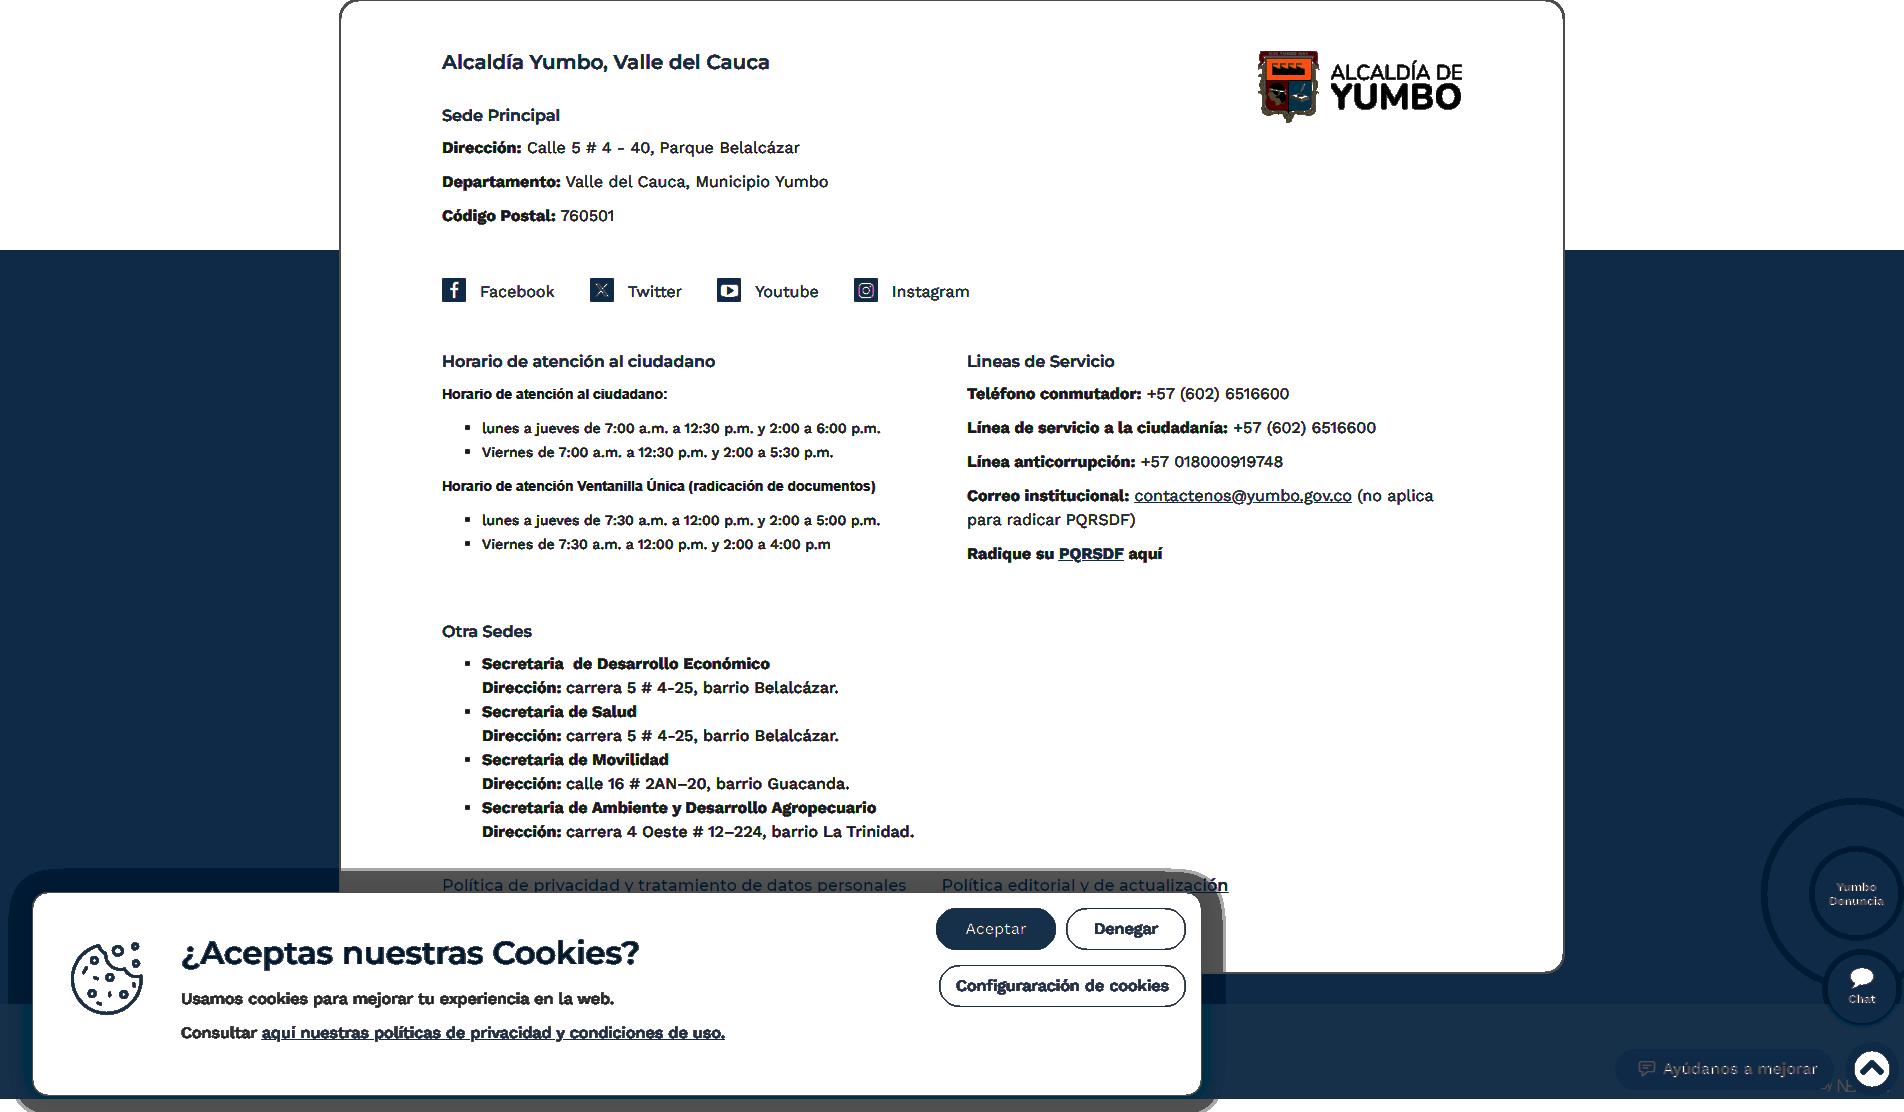 Alcaldía Yumbo, Valle del Cauca
ALCALDÍA DE
YUMBO
Sede Principal
Dirección: Calle 5 # 4 - 40, Parque Belalcázar
Departamento: Valle del Cauca, Municipio Yumbo
Código Postal: 760501
Facebook Twitter Youtube Instagram
Horario de atención al ciudadano
Horario de atención al ciudadano:
▪ lunes a jueves de 7:00 a.m. a 12:30 p.m. y 2:00 a 6:00 p.m.
▪ Viernes de 7:00 a.m. a 12:30 p.m. y 2:00 a 5:30 p.m.
Horario de atención Ventanilla Única (radicación de documentos)
▪ lunes a jueves de 7:30 a.m. a 12:00 p.m. y 2:00 a 5:00 p.m.
▪ Viernes de 7:30 a.m. a 12:00 p.m. y 2:00 a 4:00 p.m
Lineas de Servicio
Teléfono conmutador: +57 (602) 6516600
Línea de servicio a la ciudadanía: +57 (602) 6516600
Línea anticorrupción: +57 018000919748
Correo institucional: contactenos@yumbo.gov.co (no aplica
para radicar PQRSDF)
Radique su PQRSDF aquí
Otra Sedes
▪ Secretaria de Desarrollo Económico
Dirección: carrera 5 # 4-25, barrio Belalcázar.
▪ Secretaria de Salud
Dirección: carrera 5 # 4-25, barrio Belalcázar.
▪ Secretaria de Movilidad
Dirección: calle 16 # 2AN–20, barrio Guacanda.
▪ Secretaria de Ambiente y Desarrollo Agropecuario
Dirección: carrera 4 Oeste # 12–224, barrio La Trinidad.
Política de privacidad y tratamiento de datos personales Política editorial y de actualización
¿Aceptas nuestras Cookies?
Usamos cookies para mejorar tu experiencia en la web.
Consultar aquí nuestras políticas de privacidad y condiciones de uso.
Aceptar Denegar
Configuraración de cookies
Yumbo
Denuncia
Chat
Ayúdanos a mejorar